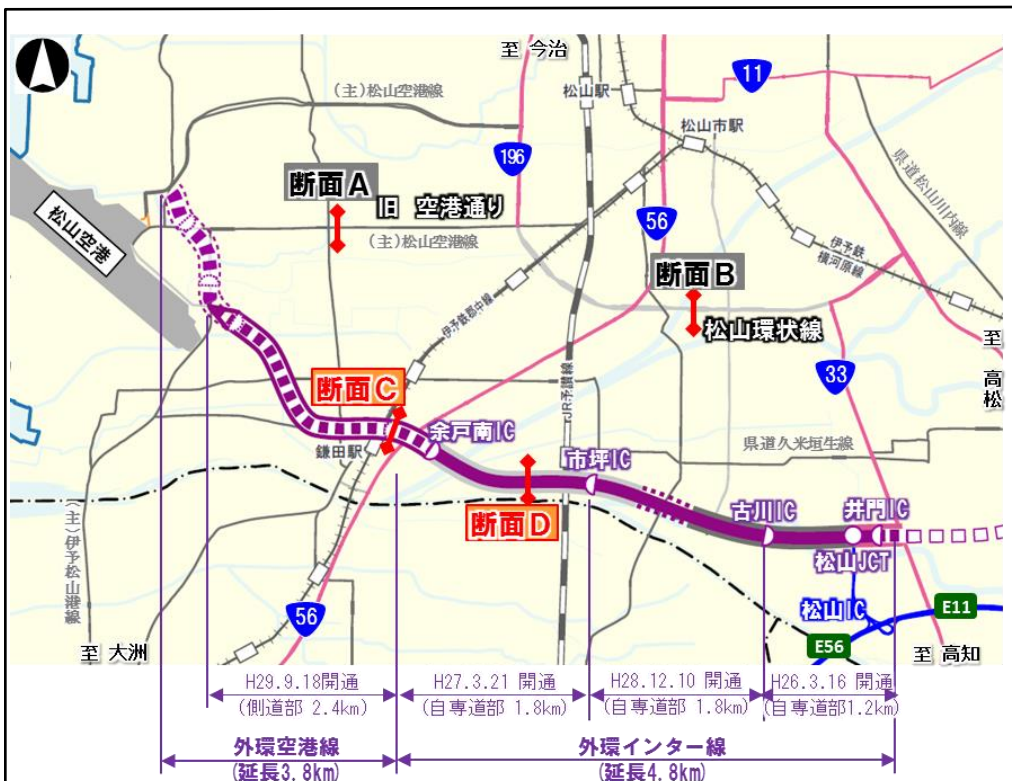 至 今治
(主)松山空港線
松山駅
11
松山市駅
196
県道松山川内線
断面A
旧 空港通り
(主)松山空港線
松山空港
56
断面B
伊予鉄
横河原線
松山環状線
伊予鉄郡中線
JR予讃線
至
高松
33
断面C
鎌田駅
余戸南IC
市坪IC
県道久米垣生線
断面D
古川IC
井門IC
松山JCT
(主)伊予松山港線
56
松山IC
E11
E56
至 大洲
至 高知
H29.9.18開通
(側道部 2.4km)
H27.3.21 開通
(自専道部 1.8km)
H28.12.10 開通
(自専道部 1.8km)
H26.3.16 開通
(自専道部1.2km)
外環空港線
(延長3.8km)
外環インター線
(延長4.8km)